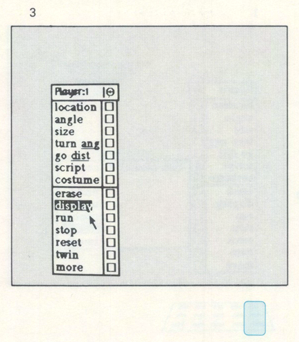 3
Player:1
location
angle
size
turn ang
go dist
script
costume
erase
display
run
stop
reset
twin
more